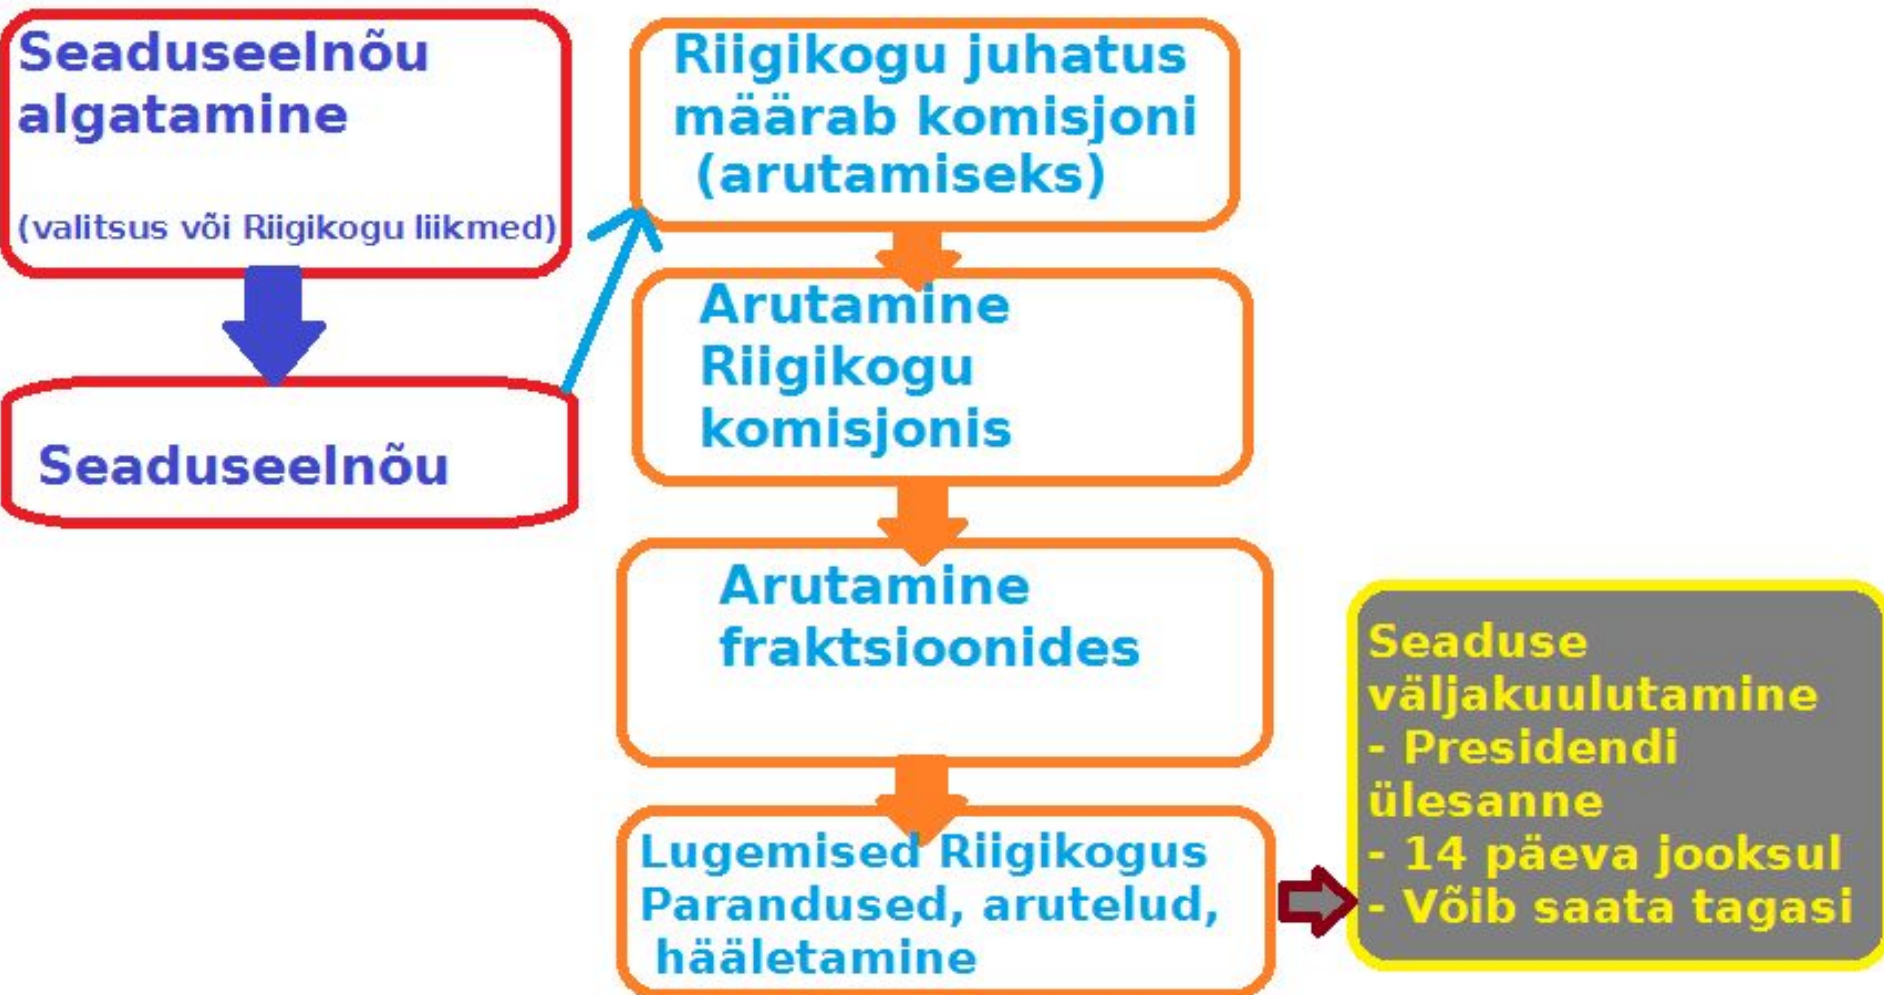 Seaduseelnõu
algatamine
(valitsus või Riigikogu liikmed)
Seaduseelnõu
Riigikogu juhatus
määrab komisjoni
(arutamiseks)
Arutamine
Riigikogu
komisjonis
Arutamine
fraktsioonides
Lugemised Riigikogus
Parandused, arutelud,
hääletamine
Seaduse
väljakuulutamine
- Presidendi
ülesanne
- 14 päeva jooksul
- Võib saata tagasi